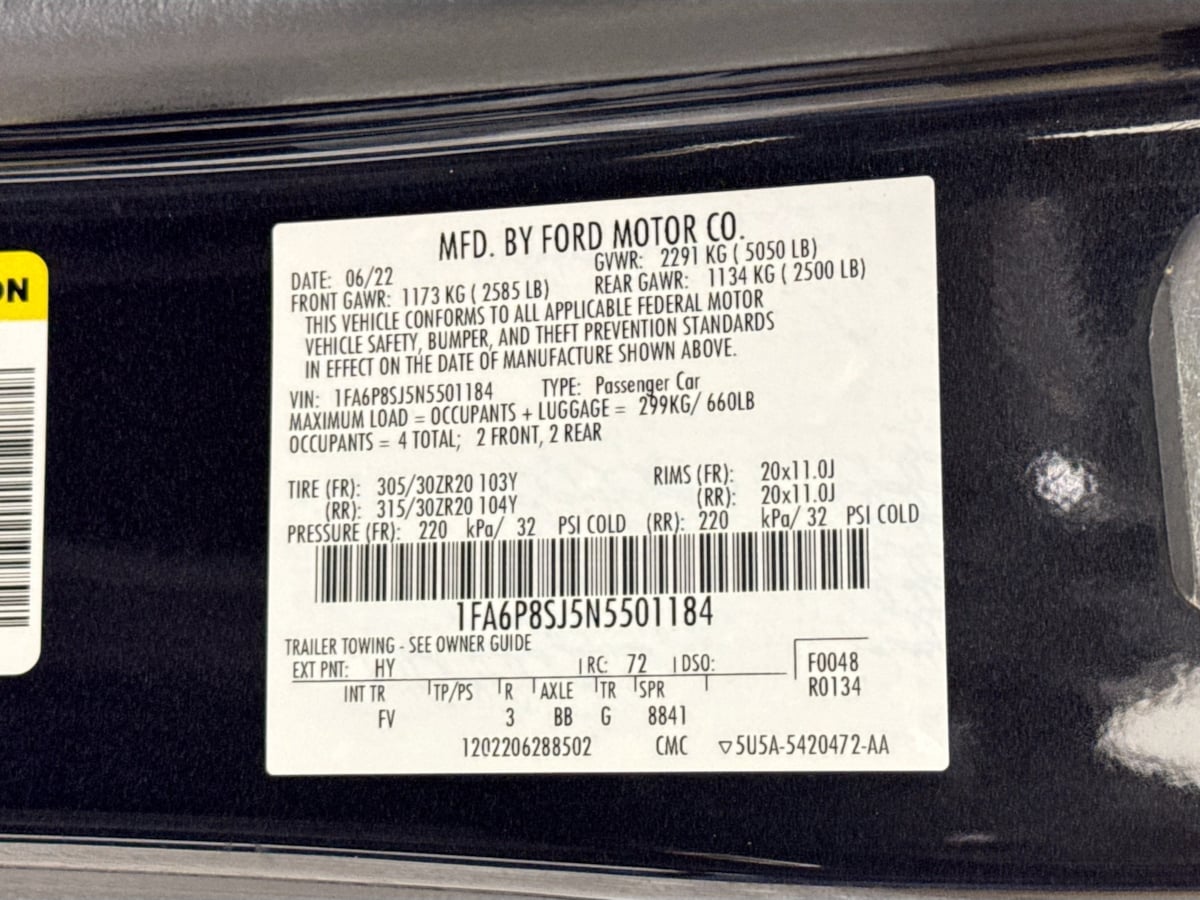 ON
MFD. BY FORD MOTOR CO.
DATE: 06/22 GVWR: 2291 KG ( 5050 LB)
FRONT GAWR: 1173 KG ( 2585 LB) REAR GAWR: 1134 KG ( 2500 LB)
THIS VEHICLE CONFORMS TO ALL APPLICABLE FEDERAL MOTOR
VEHICLE SAFETY, BUMPER, AND THEFT PREVENTION STANDARDS
IN EFFECT ON THE DATE OF MANUFACTURE SHOWN ABOVE.
VIN: 1FA6P8SJ5N5501184 TYPE: Passenger Car
MAXIMUM LOAD = OCCUPANTS + LUGGAGE = 299KG/ 660LB
OCCUPANTS = 4 TOTAL; 2 FRONT, 2 REAR
TIRE (FR): 305/30ZR20 103Y RIMS (FR): 20x11.0J
(RR): 315/30ZR20 104Y (RR): 20x11.0J
PRESSURE (FR): 220 kPa/ 32 PSI COLD (RR): 220 kPa/ 32 PSI COLD
1FA6P8SJ5N5501184
TRAILER TOWING - SEE OWNER GUIDE
EXT PNT: HY RC: 72 DSO: F0048
INT TR TP/PS R AXLE TR SPR R0134
FV 3 BB G 8841
1202206288502 CMC ▽5U5A-5420472-AA